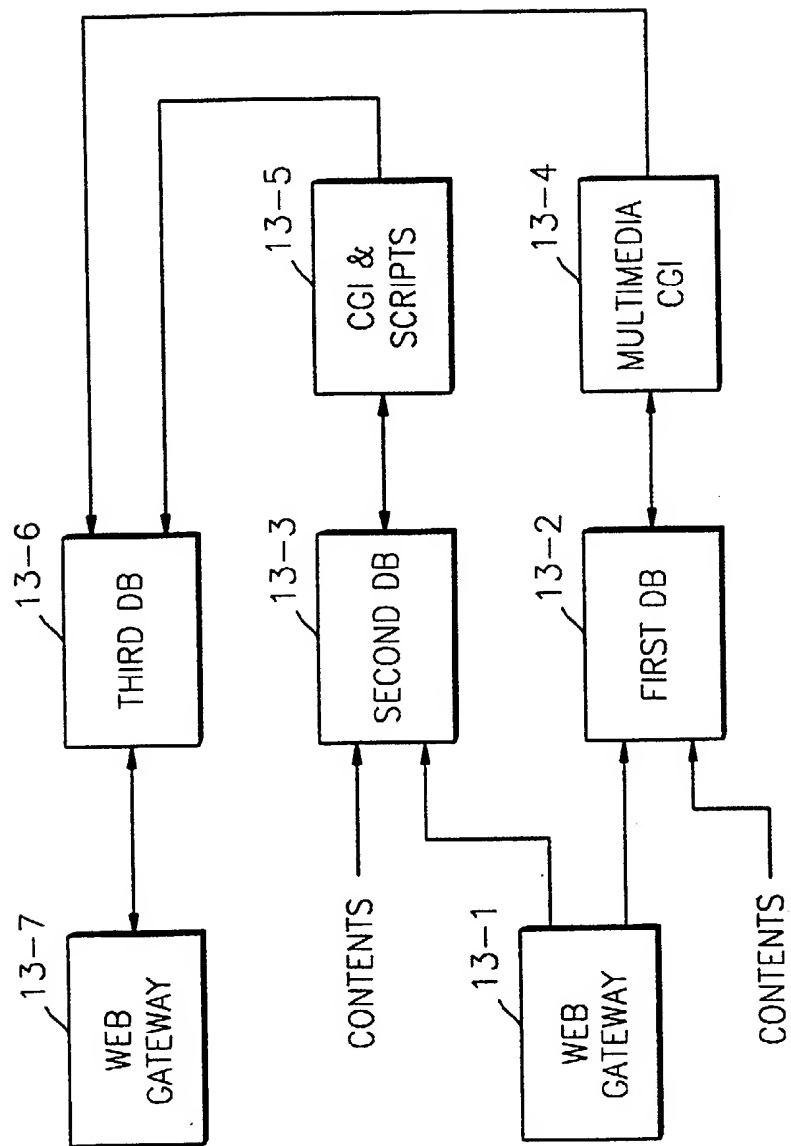 13-7
WEB
GATEWAY
13-6
THIRD DB
CONTENTS
13-3
SECOND DB
13-5
CGI &
SCRIPTS
13-1
WEB
GATEWAY
13-2
FIRST DB
13-4
MULTIMEDIA
CGI
CONTENTS